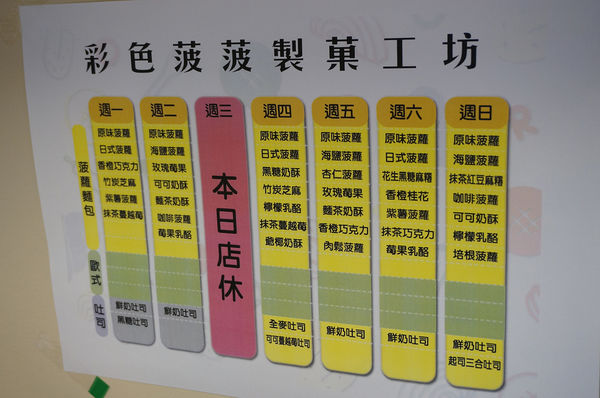 彩色菠菠製菓工坊
菠蘿麵包
歐式
吐司
週一
原味菠蘿
日式菠蘿
香橙巧克力
竹炭芝麻
紫薯菠蘿
抹茶蔓越莓
鮮奶吐司
黑糖吐司
週二
原味菠蘿
海鹽菠蘿
玫瑰莓果
可可奶酥
麵茶奶酥
咖啡菠蘿
莓果乳酪
鮮奶吐司
週三
本日店休
週四
原味菠蘿
日式菠蘿
黑糖奶酥
竹炭芝麻
檸檬乳酪
抹茶蔓越莓
爺椰奶酥
全麥吐司
可可蔓越莓吐司
週五
原味菠蘿
海鹽菠蘿
杏仁菠蘿
玫瑰莓果
麵茶奶酥
香橙巧克力
肉鬆菠蘿
鮮奶吐司
週六
原味菠蘿
日式菠蘿
花生黑糖麻糬
香橙桂花
紫薯菠蘿
抹茶巧克力
莓果乳酪
鮮奶吐司
週日
原味菠蘿
海鹽菠蘿
抹茶紅豆麻糬
咖啡菠蘿
可可奶酥
檸檬乳酪
培根菠蘿
鮮奶吐司
起司三合吐司